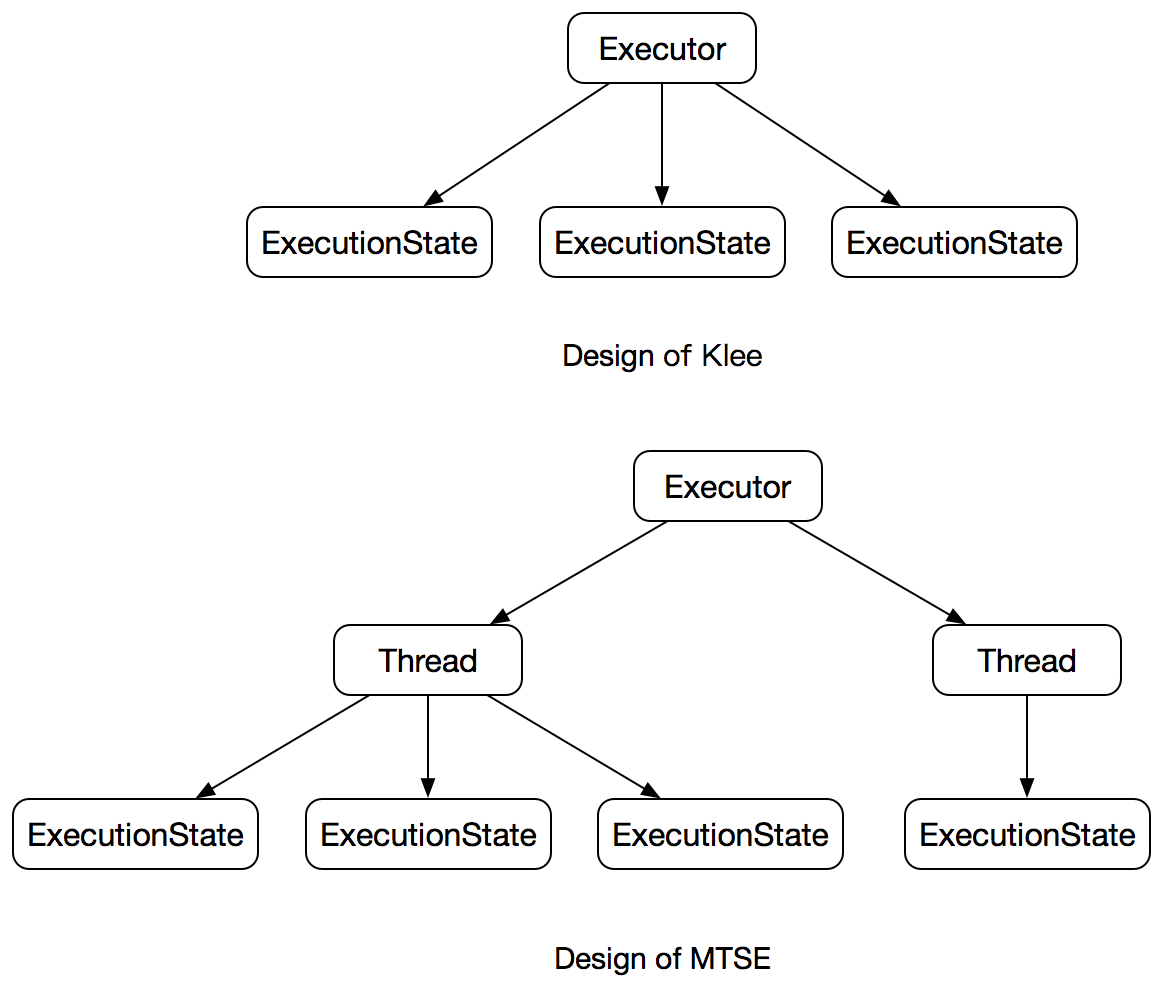 Executor
ExecutionState ExecutionState ExecutionState
Design of Klee
Executor
Thread Thread
ExecutionState ExecutionState ExecutionState ExecutionState
Design of MTSE